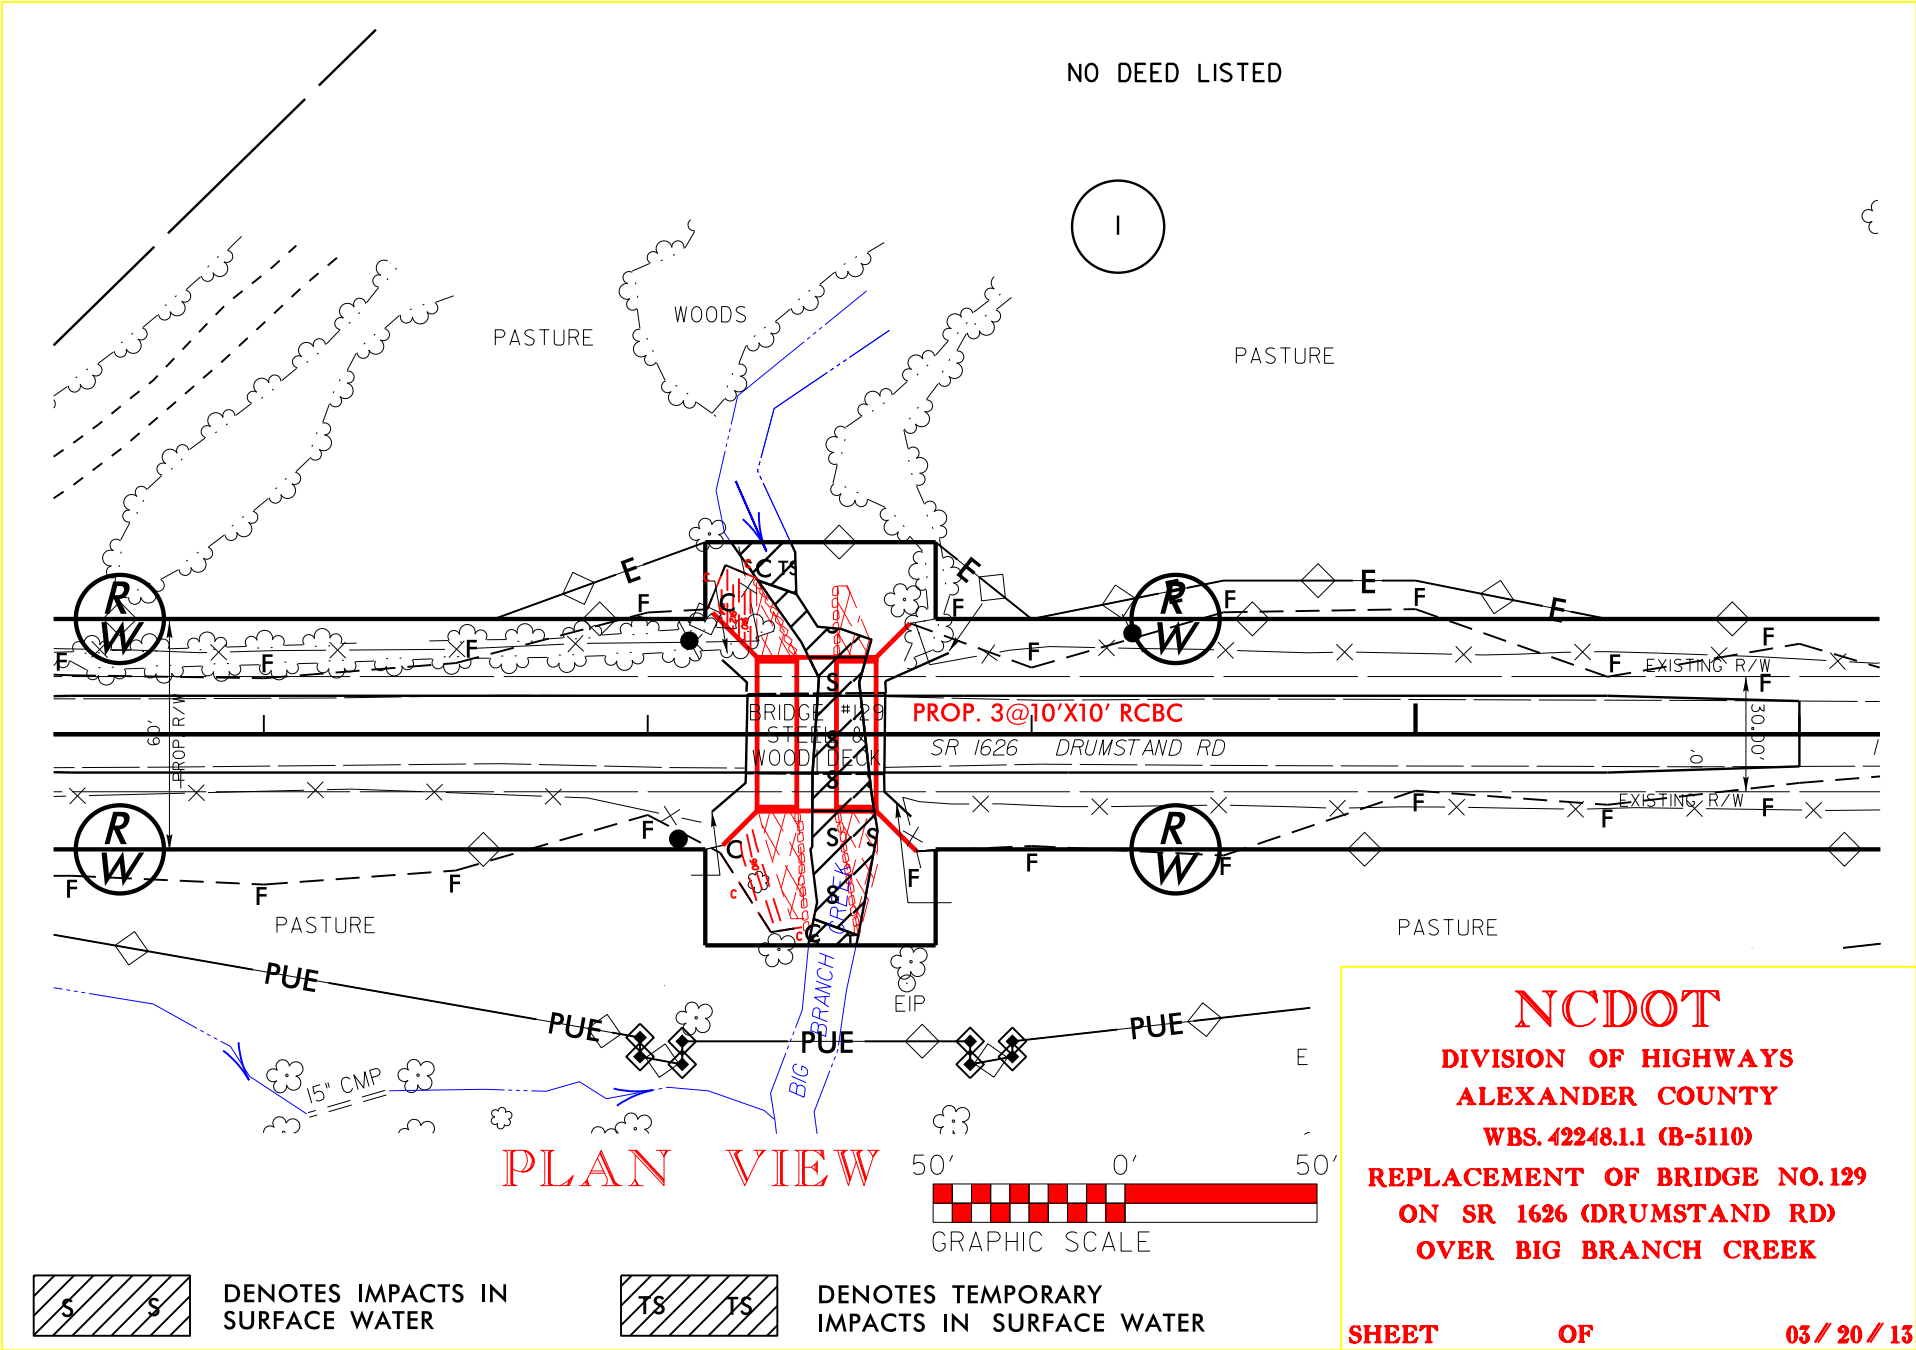 NO DEED LISTED
I
WOODS
PASTURE
PASTURE
E
E
E
E
C
TS
C
C
C
F
F
F
F
R
W
R
W
F
F
F
F
F
F
EXISTING R/W
F
S
60'
PROP. R/W
BRIDGE #129
STEEL &
WOOD DECK
PROP. 3@10'X10' RCBC
SR 1626 DRUMSTAND RD
30.00'
S
S
EXISTING R/W
F
F
F
F
R
W
R
W
C
S
S
F
F
F
F
F
F
S
C
C
C
PASTURE
PASTURE
BIG BRANCH CREEK
PUE
PUE
PUE
PUE
EIP
E
15" CMP
PLAN VIEW
50' 0' 50'
GRAPHIC SCALE
NCDOT
DIVISION OF HIGHWAYS
ALEXANDER COUNTY
WBS. 42248.1.1 (B-5110)
REPLACEMENT OF BRIDGE NO. 129
ON SR 1626 (DRUMSTAND RD)
OVER BIG BRANCH CREEK
SHEET OF 03/20/13
S S
DENOTES IMPACTS IN
SURFACE WATER
TS TS
DENOTES TEMPORARY
IMPACTS IN SURFACE WATER